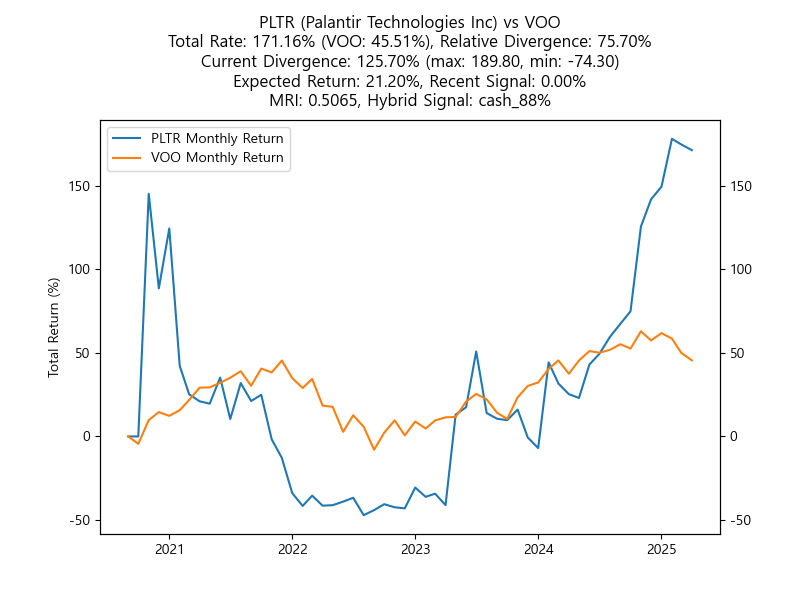 PLTR (Palantir Technologies Inc) vs VOO
Total Rate: 171.16% (VOO: 45.51%), Relative Divergence: 75.70%
Current Divergence: 125.70% (max: 189.80, min: -74.30)
Expected Return: 21.20%, Recent Signal: 0.00%
MRI: 0.5065, Hybrid Signal: cash_88%
PLTR Monthly Return
VOO Monthly Return
Total Return (%)
150
100
50
0
-50
150
100
50
0
-50
2021
2022
2023
2024
2025